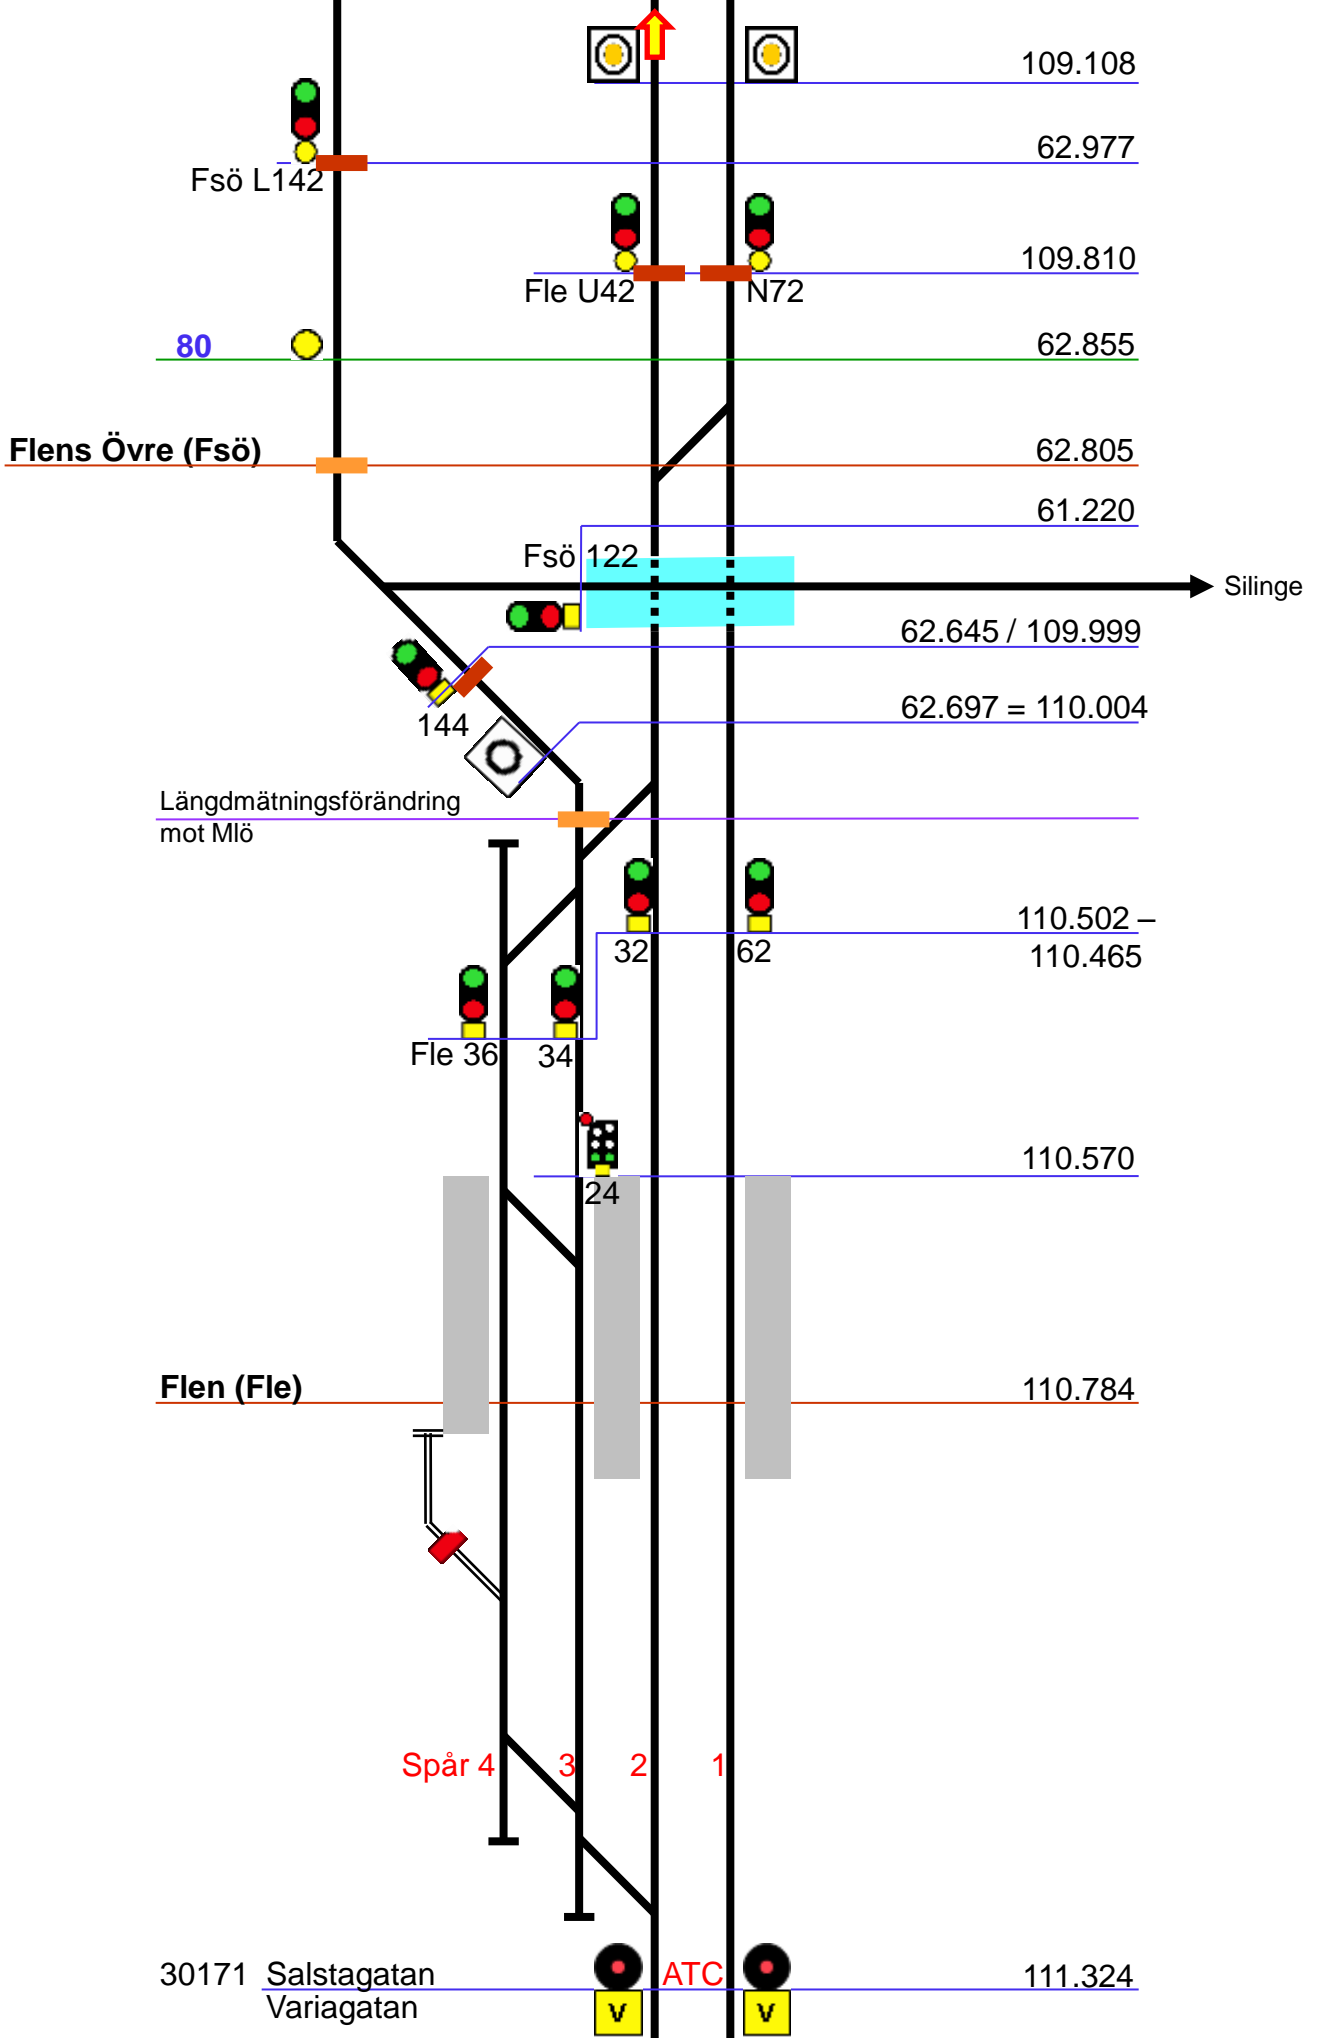 109.108
62.977
Fsö L142
109.810
Fle U42
N72
80
62.855
Flens Övre (Fsö)
62.805
61.220
Fsö 122
Silinge
62.645 / 109.999
144
62.697 = 110.004
Längdmätningsförändring
mot Mlö
110.502 –
110.465
32
62
Fle 36
34
110.570
24
Flen (Fle)
110.784
Spår 4
3
2
1
30171 Salstagatan
Variagatan
ATC
111.324
V
V